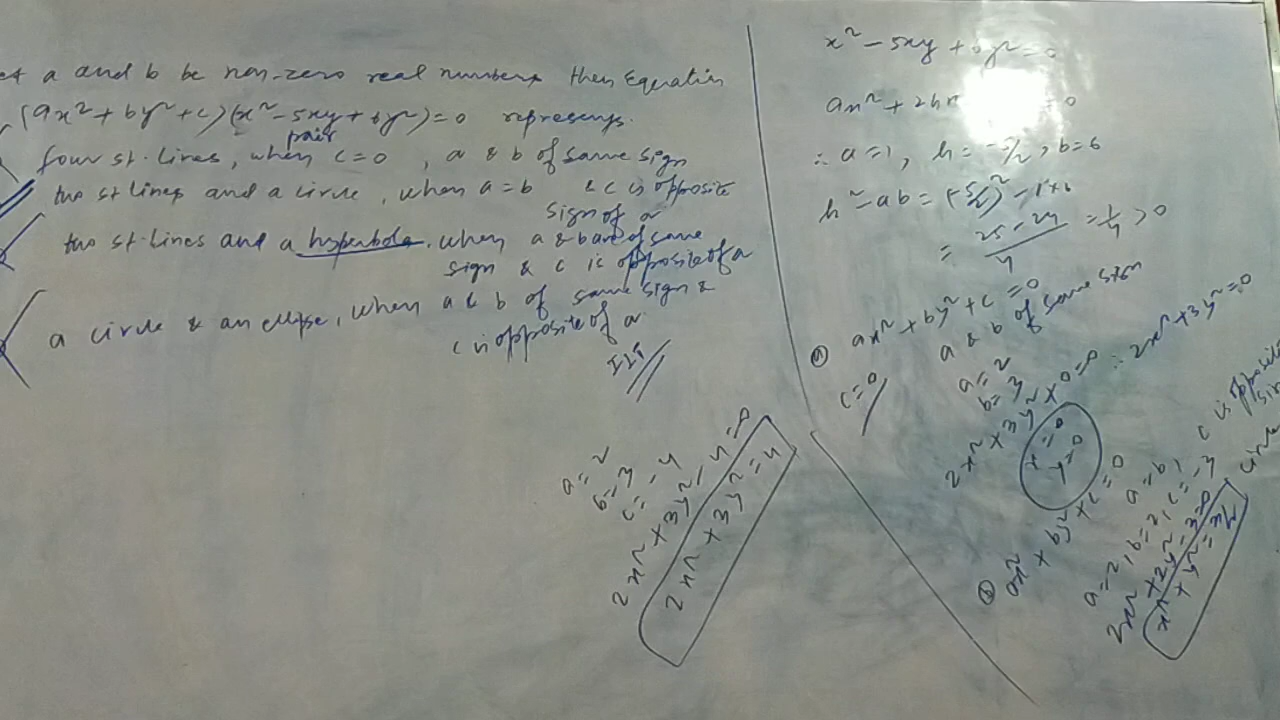 a and b be non-zero real numbers then Equation
(ax² + by² + c)(x² - 5xy + 6y²) = 0 represents.
pair
four st. lines, when c = 0, a & b of same sign
two st lines and a circle, when a = b & c is opposite
sign of a
two st. lines and a hyperbola, when a & b are of same
sign & c is opposite of a
a circle & an ellipse, when a & b of same sign &
c is opposite of a
IIT
a = 2
b = 3
c = -4
2x² + 3y² - 4 = 0
2x² + 3y² = 4
x² - 5xy + 6y² = 0
ax² + 2h = 0
∴ a = 1, h = -5/2, b = 6
h² - ab = (-5/2)² - 1×6
= 25 - 24 / 4 = 1/4 > 0
ax² + by² + c = 0
c = 0 a & b of same sign
a = 2
b = 3
2x² + 3y² + 0 = 0 ∴ 2x² + 3y² = 0
x = 0
y = 0
ax² + by² + c = 0 a = b, c is opposite
a = 2, b = 2, c = -3
2x² + 2y² - 3 = 0
x² + y² = 3/2